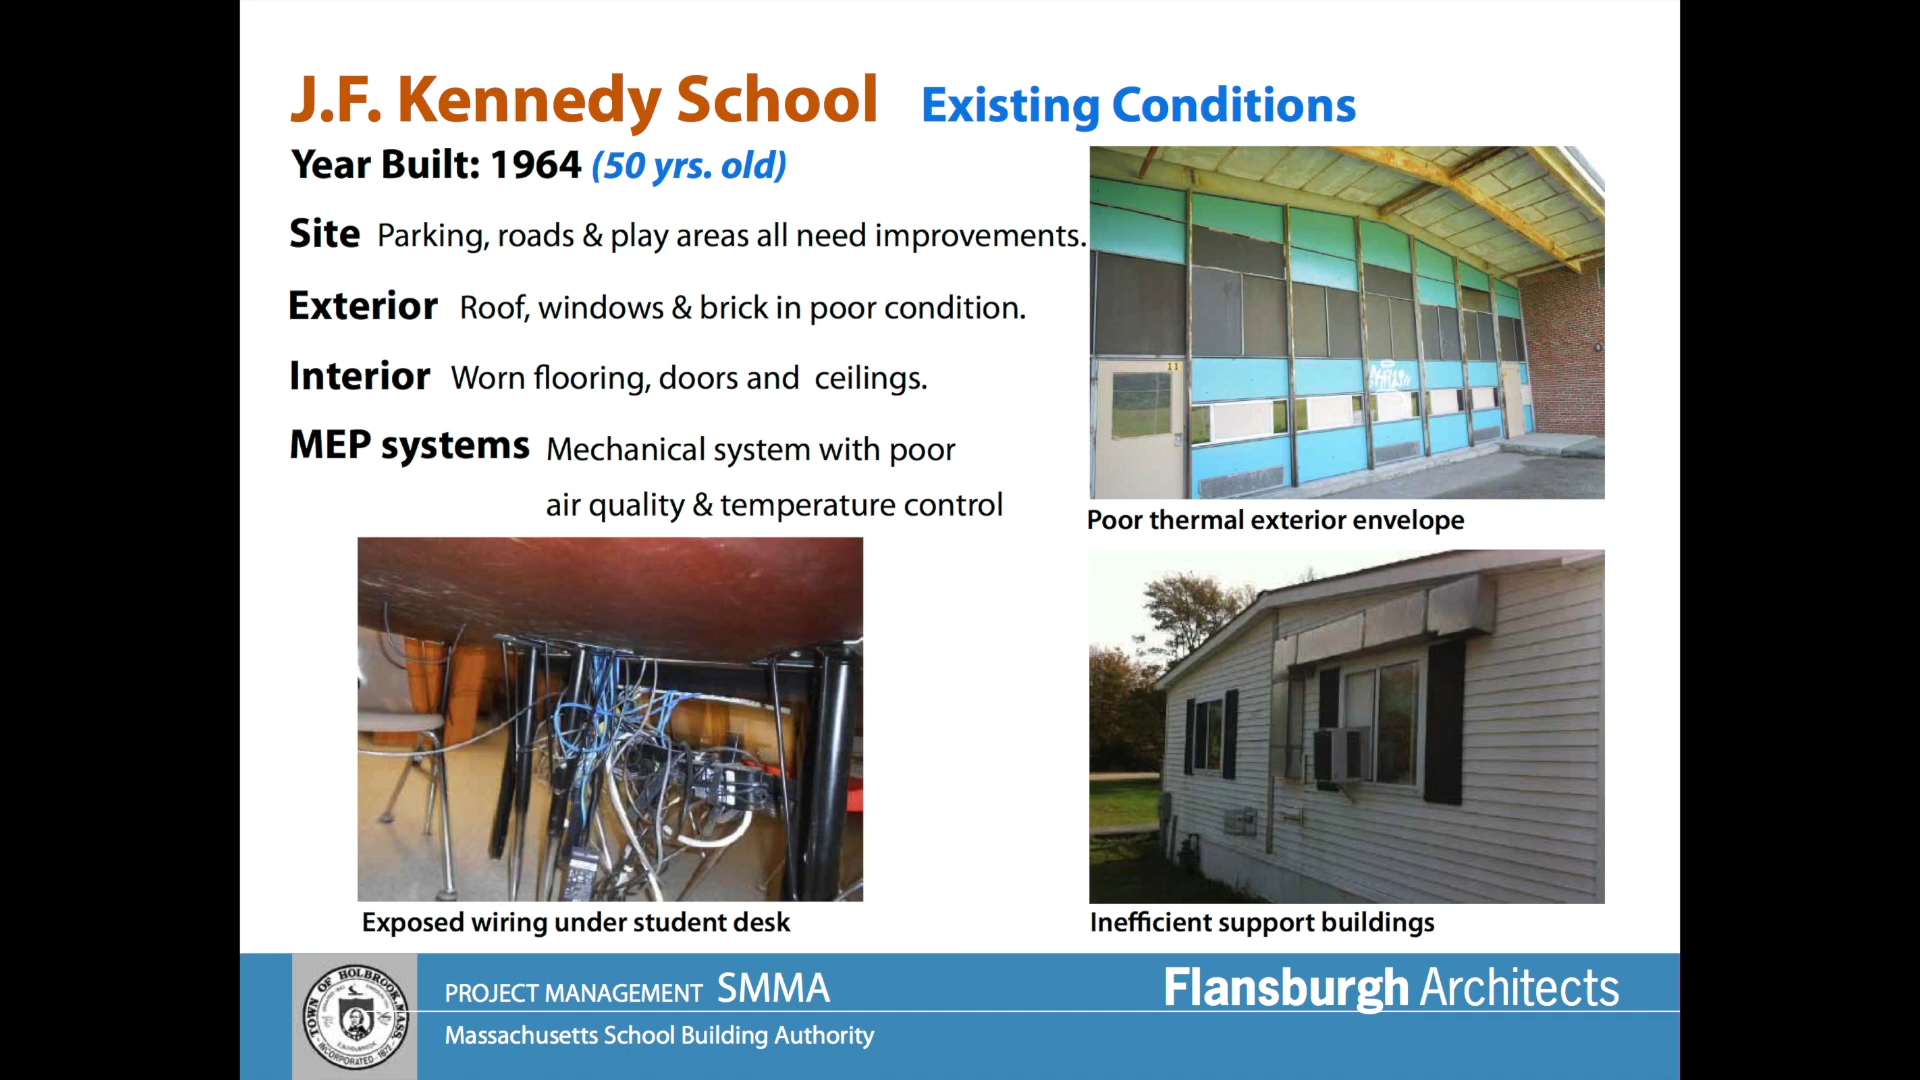 J.F. Kennedy School Existing Conditions
Year Built: 1964 (50 yrs. old)
Site Parking, roads & play areas all need improvements.
Exterior Roof, windows & brick in poor condition.
Interior Worn flooring, doors and ceilings.
MEP systems Mechanical system with poor
air quality & temperature control
11
Poor thermal exterior envelope
Exposed wiring under student desk
Inefficient support buildings
TOWN OF HOLBROOK, MASS.
INCORPORATED 1872
PROJECT MANAGEMENT SMMA
Massachusetts School Building Authority
Flansburgh Architects